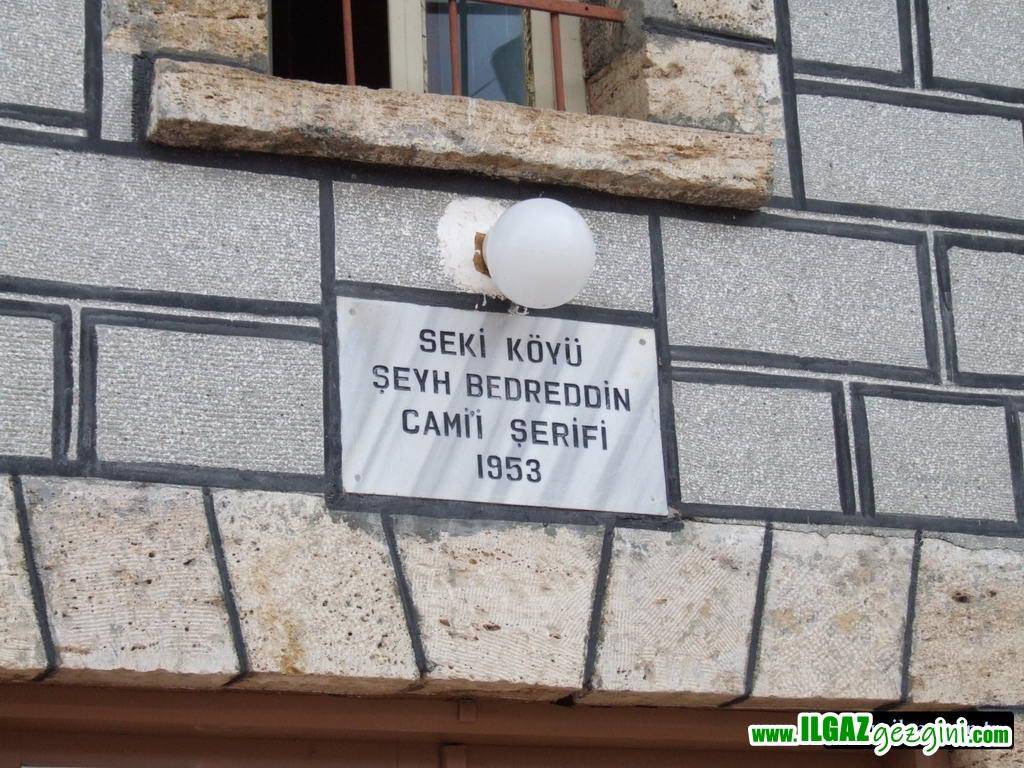 SEKİ KÖYÜ
ŞEYH BEDREDDİN
CAMİ'İ ŞERİFİ
1953
www.ILGAZgezgini.com